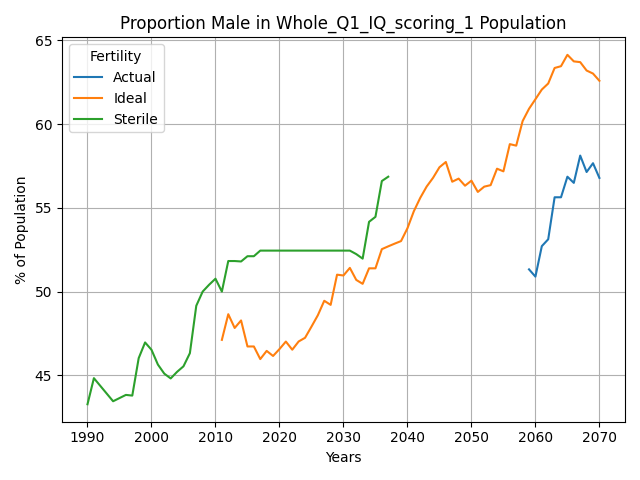 Proportion Male in Whole_Q1_IQ_scoring_1 Population
Fertility
Actual
Ideal
Sterile
% of Population
65
60
55
50
45
1990 2000 2010 2020 2030 2040 2050 2060 2070
Years